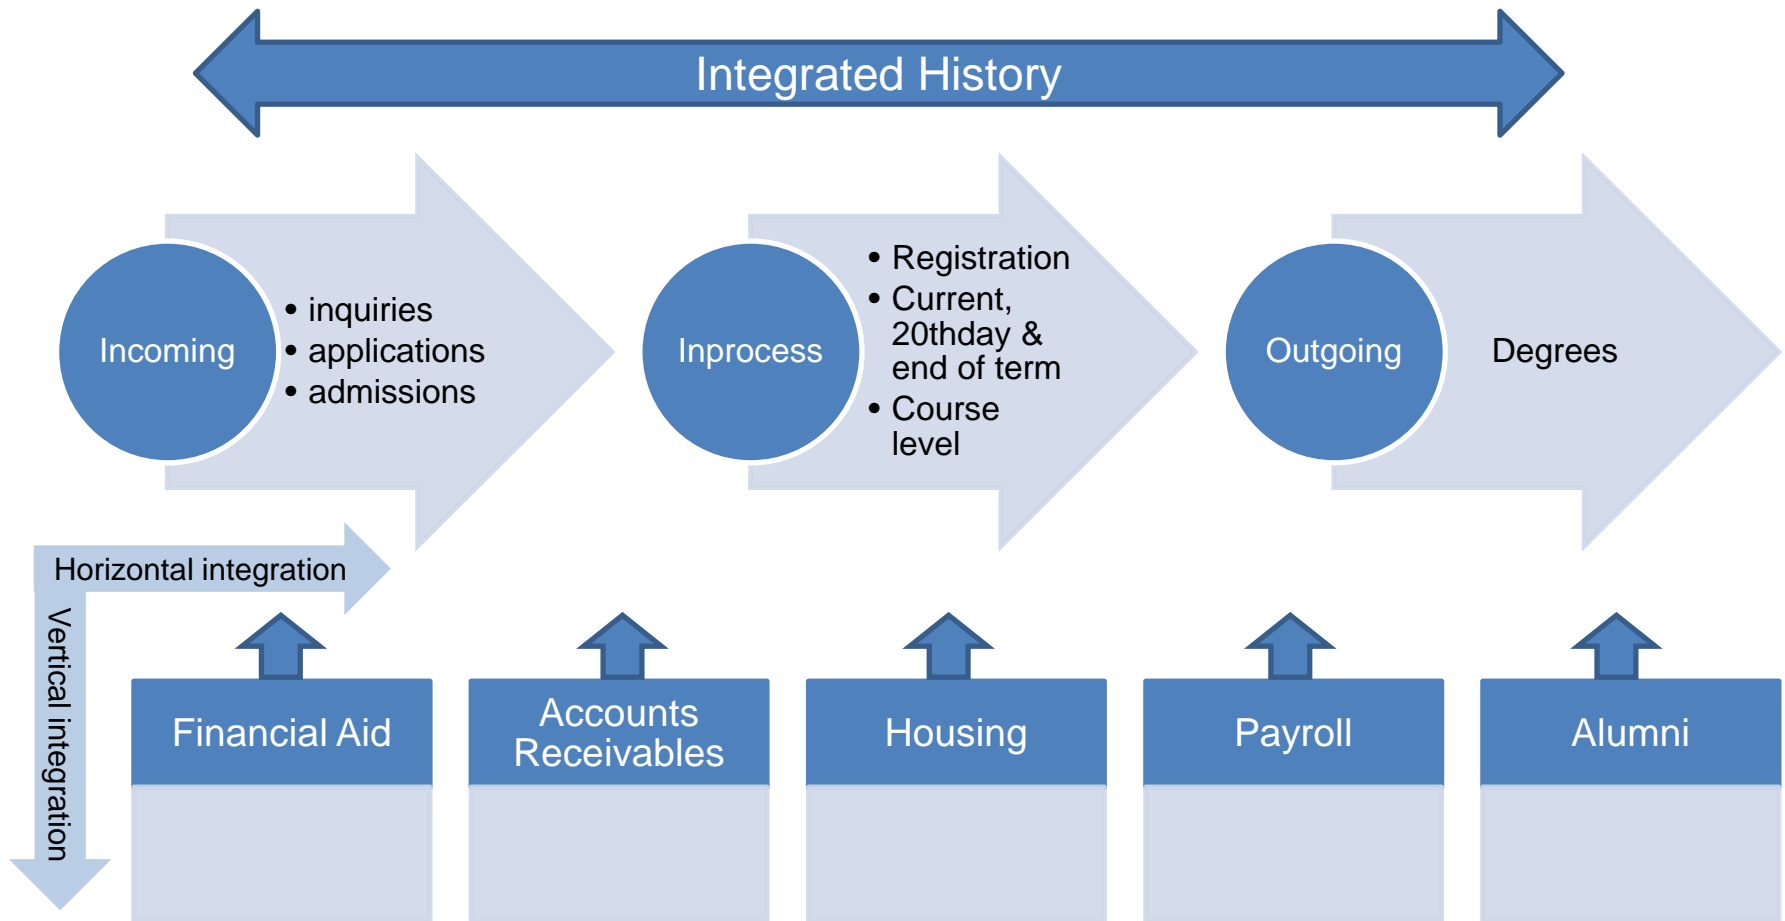 Integrated History
Incoming
• inquiries
• applications
• admissions
Inprocess
• Registration
• Current,
20thday &
end of term
• Course
level
Outgoing
Degrees
Horizontal integration
Vertical integration
Financial Aid
Accounts
Receivables
Housing
Payroll
Alumni